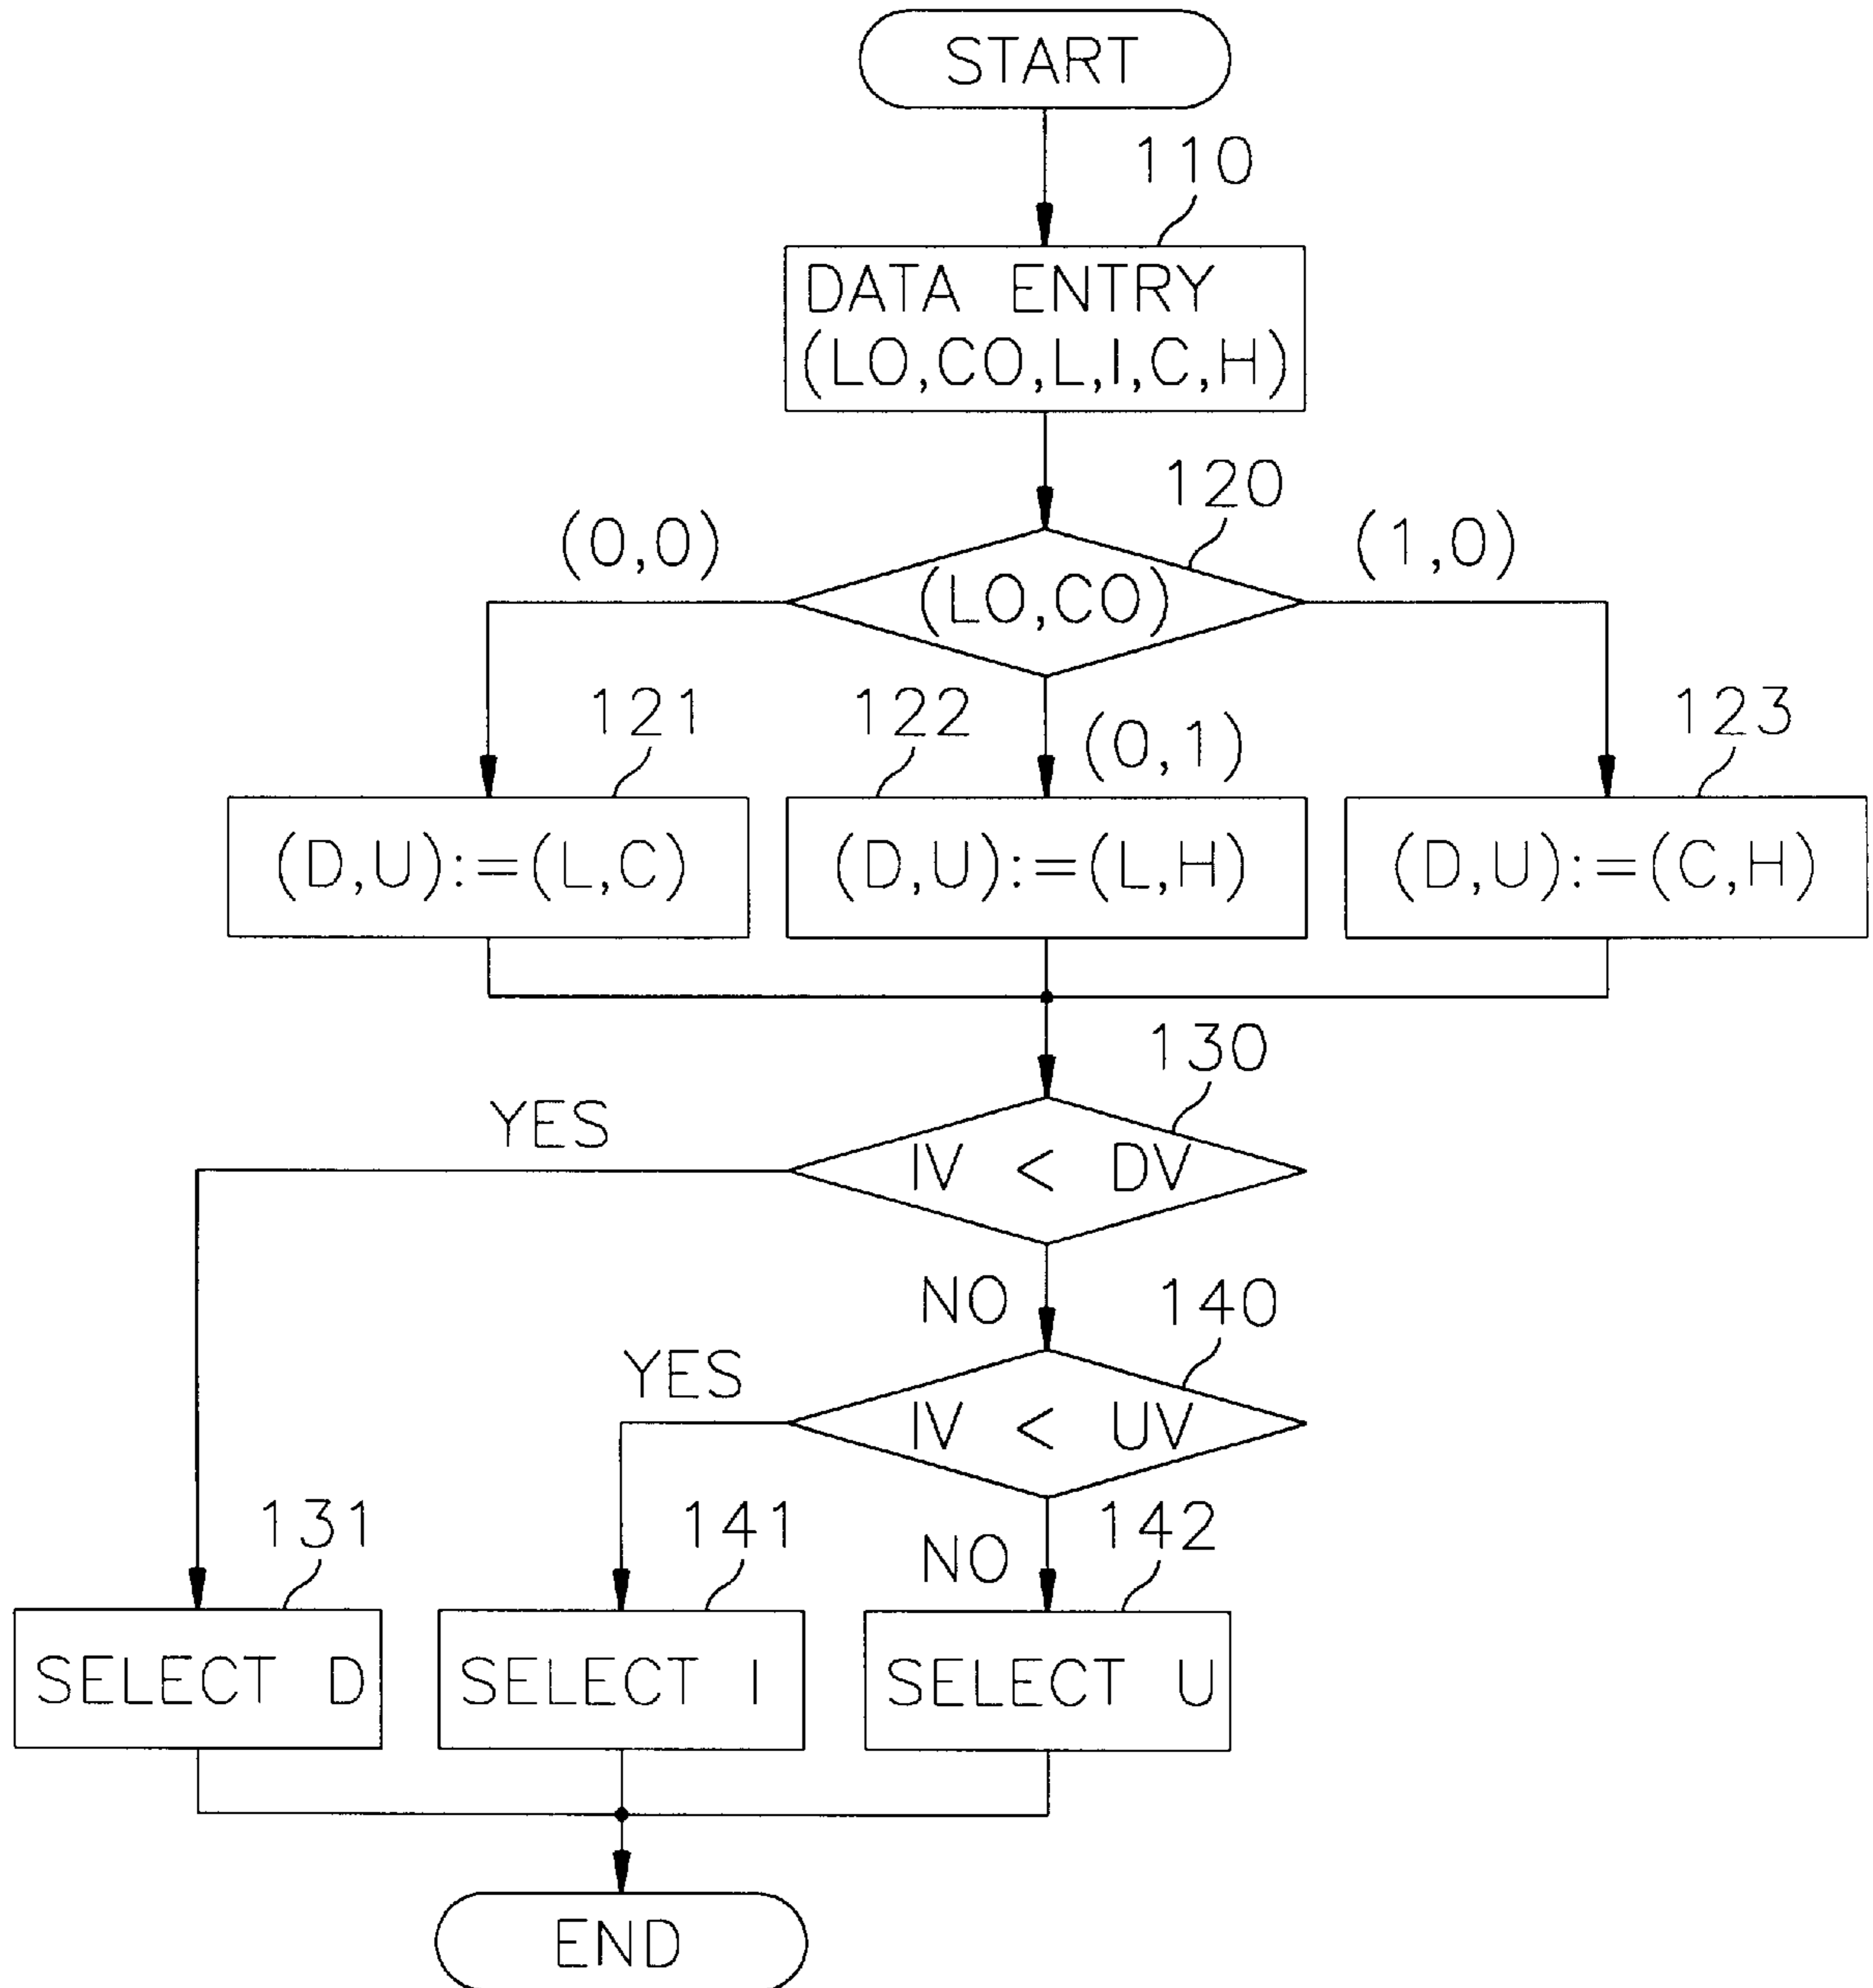 START
110
DATA ENTRY
(LO,CO,L,I,C,H)
120
(0,0)
(1,0)
(LO,CO)
121
122
(0,1)
123
(D,U):=(L,C)
(D,U):=(L,H)
(D,U):=(C,H)
130
YES
IV < DV
NO
140
YES
IV < UV
131
141
NO
142
SELECT D
SELECT I
SELECT U
END